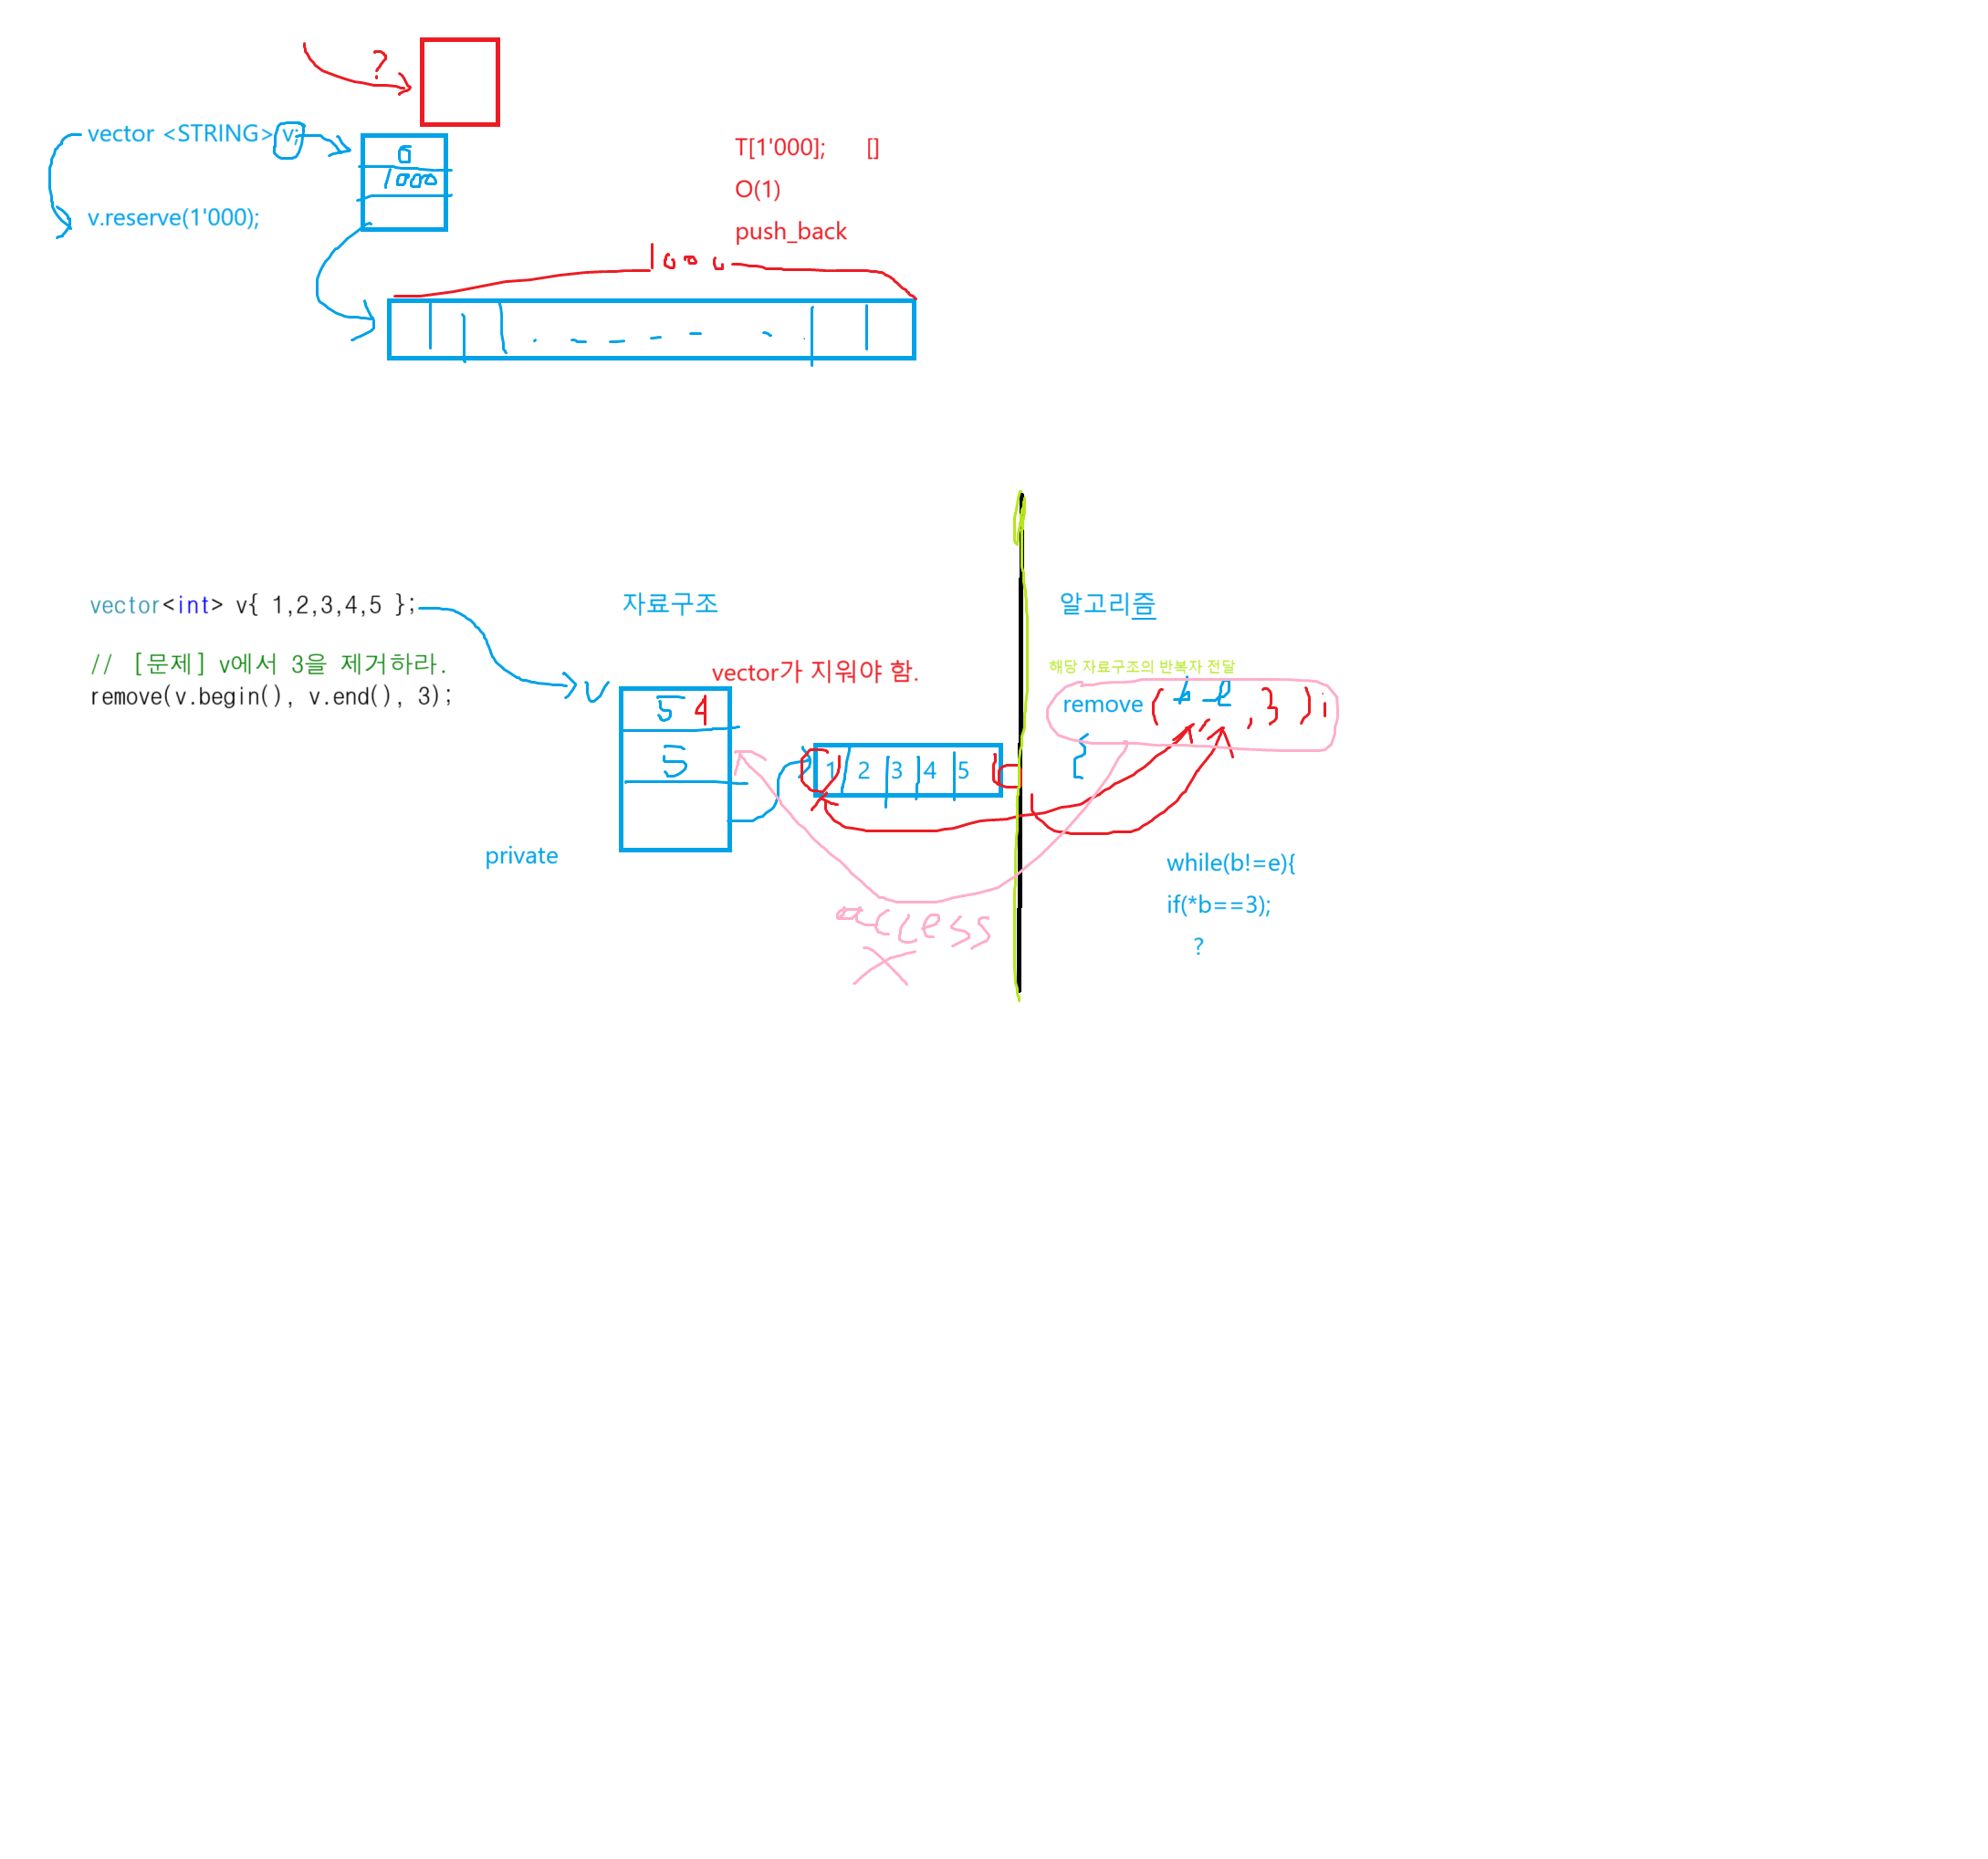 ?
vector <STRING> v;
0
1000
v.reserve(1'000);
T[1'000];    []
O(1)
push_back
1000
vector<int> v{ 1,2,3,4,5 };
// [문제] v에서 3을 제거하라.
remove(v.begin(), v.end(), 3);
자료구조
vector가 지워야 함.
v
5 4
5
1 2 3 4 5
private
access
X
알고리즘
해당 자료구조의 반복자 전달
remove ( b, e, 3 );
{
while(b!=e){
if(*b==3);
?